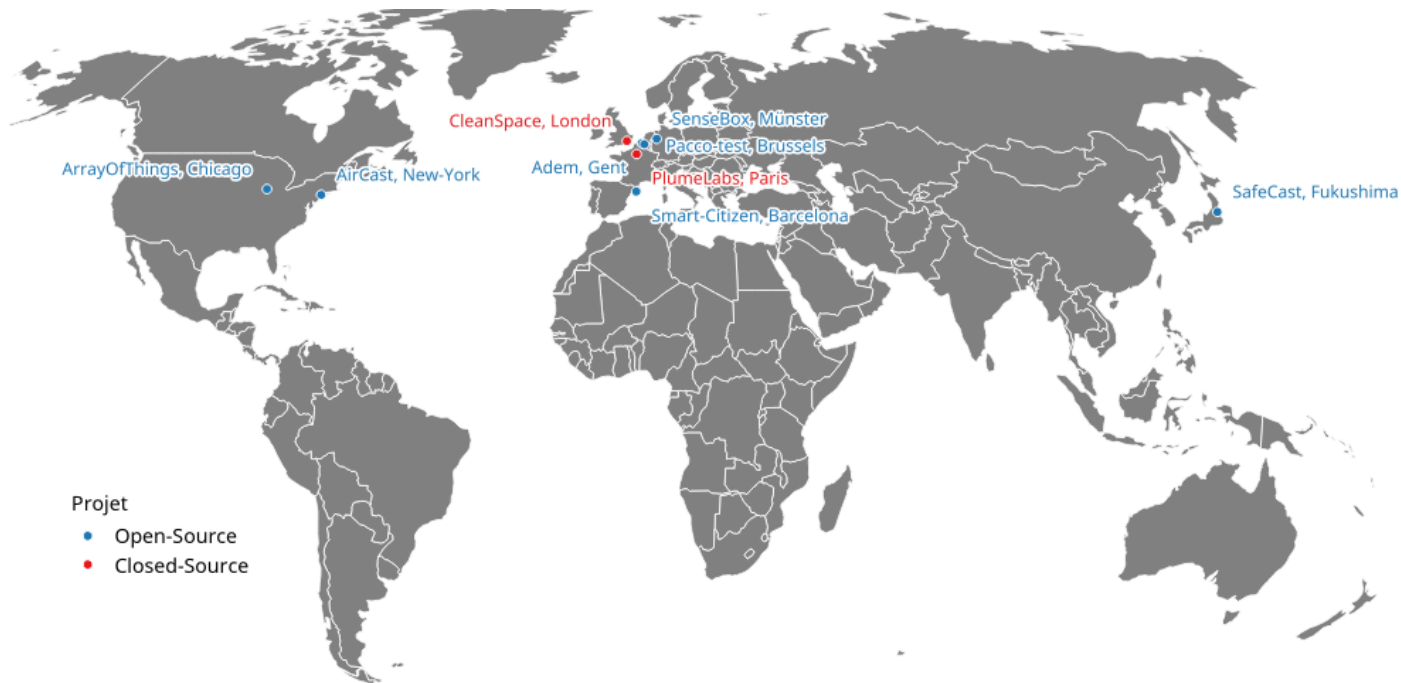 SenseBox, Münster
CleanSpace, London
Pacco-test, Brussels
ArrayOfThings, Chicago
AirCast, New-York
Adem, Gent
PlumeLabs, Paris
SafeCast, Fukushima
Smart-Citizen, Barcelona
Projet
Open-Source
Closed-Source